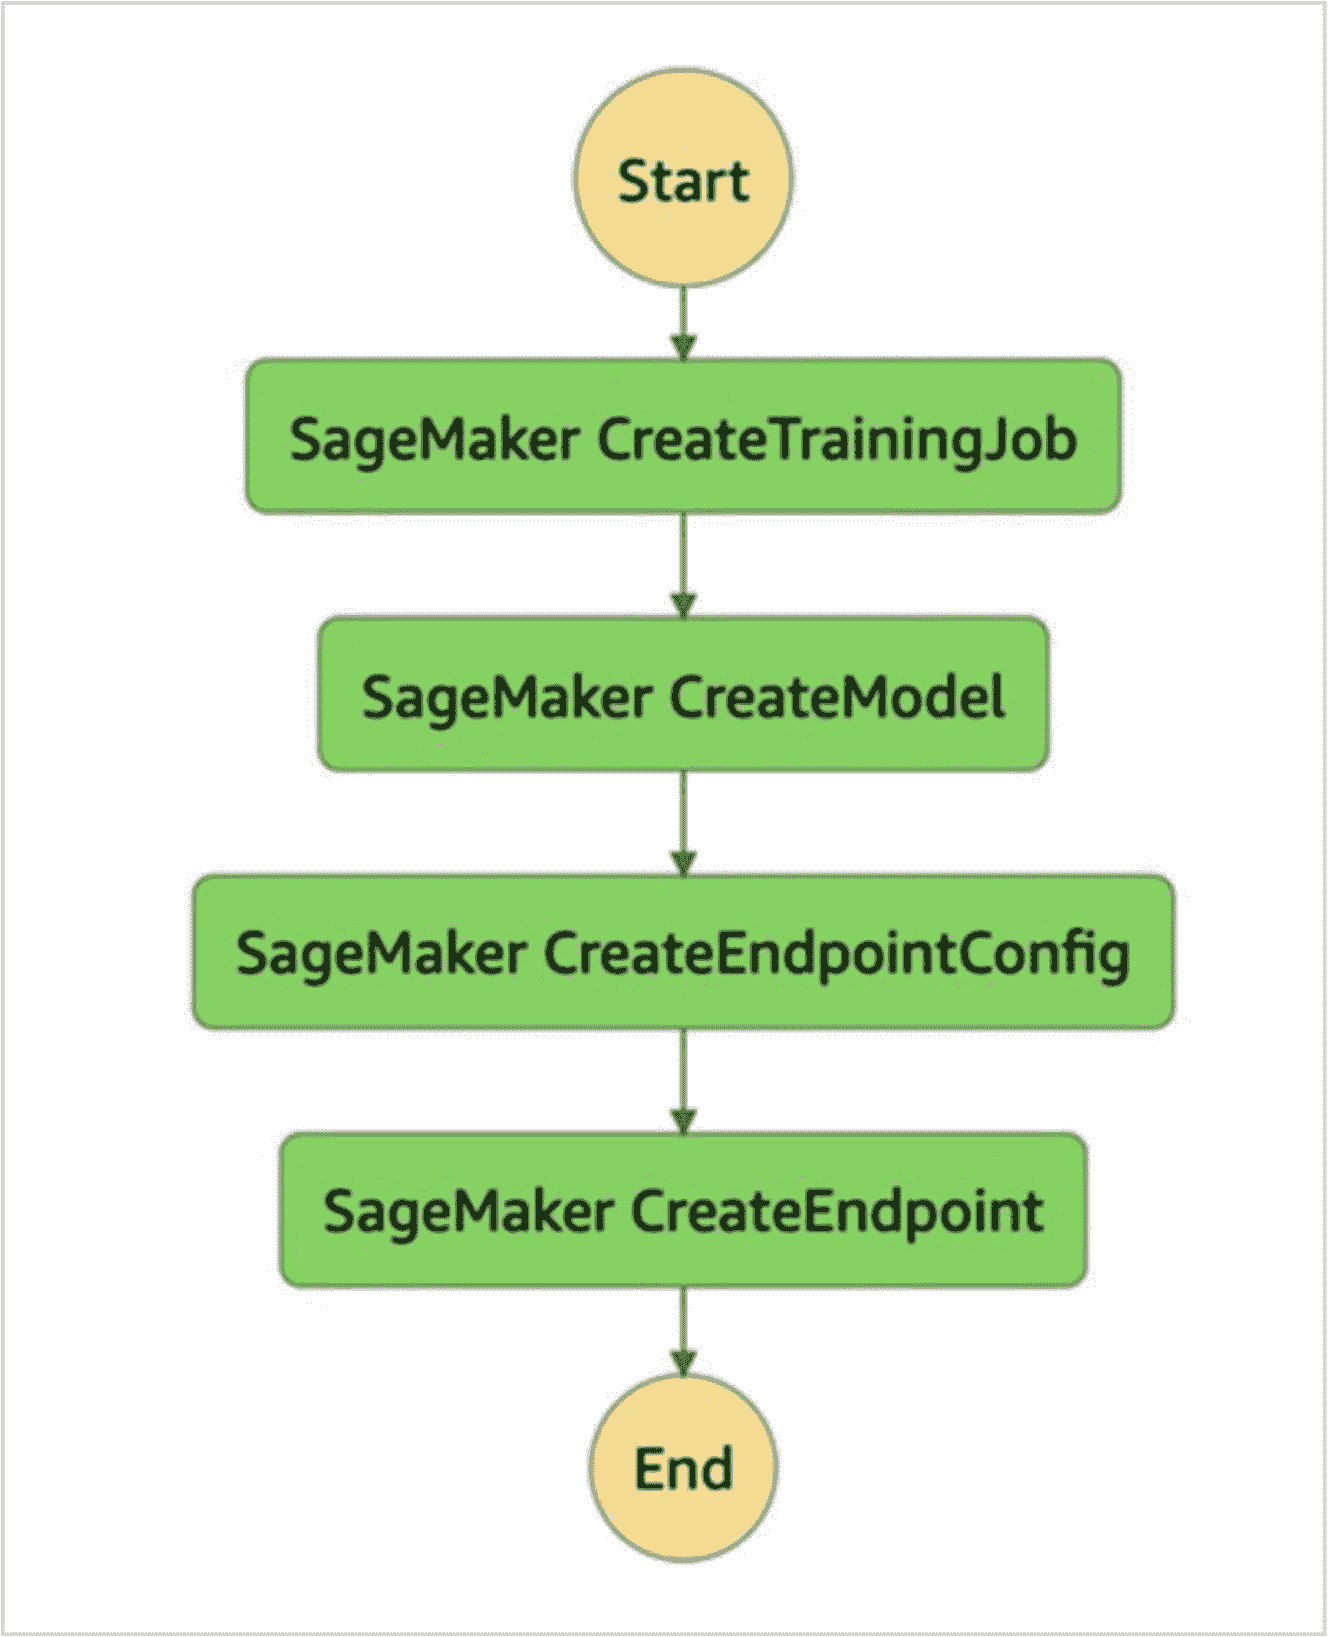 Start
SageMaker CreateTrainingJob
SageMaker CreateModel
SageMaker CreateEndpointConfig
SageMaker CreateEndpoint
End